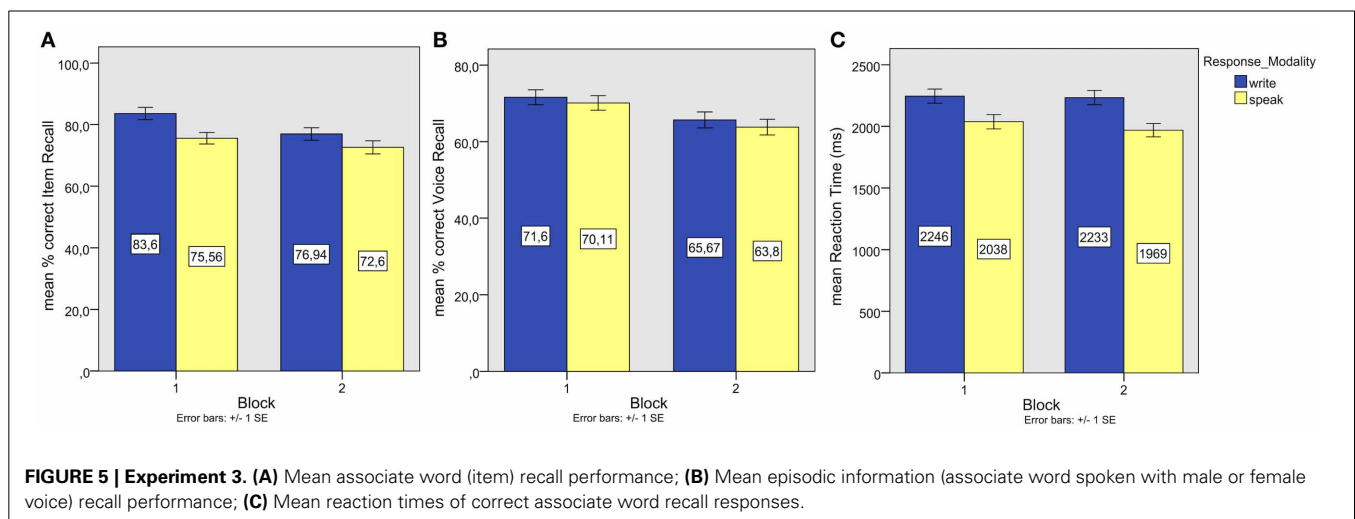 A
mean % correct Item Recall
100,0
80,0
60,0
40,0
20,0
,0
83,6
75,56
76,94
72,6
1
2
Block
Error bars: +/- 1 SE
B
mean % correct Voice Recall
80,0
60,0
40,0
20,0
,0
71,6
70,11
65,67
63,8
1
2
Block
Error bars: +/- 1 SE
C
mean Reaction Time (ms)
2500
2000
1500
1000
500
0
2246
2038
2233
1969
1
2
Block
Error bars: +/- 1 SE
Response_Modality
write
speak
FIGURE 5 | Experiment 3. (A) Mean associate word (item) recall performance; (B) Mean episodic information (associate word spoken with male or female
voice) recall performance; (C) Mean reaction times of correct associate word recall responses.